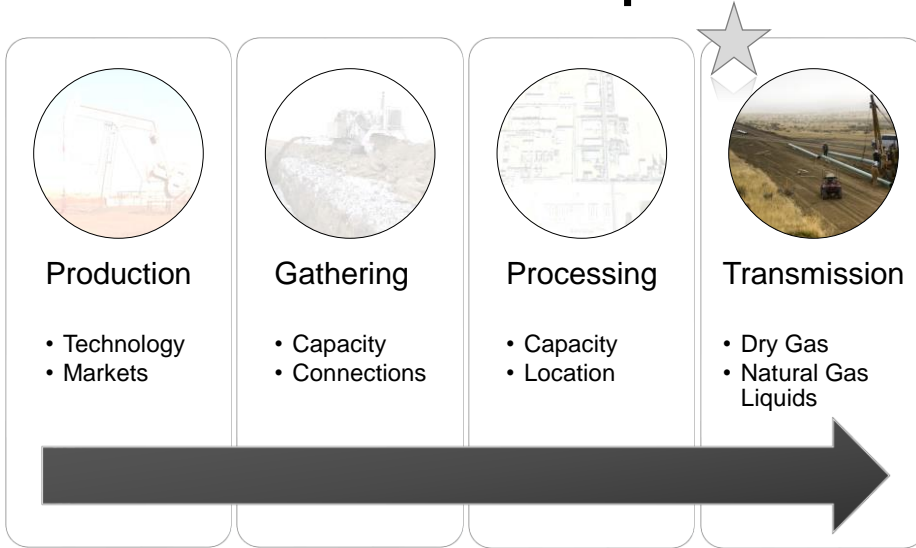 Production
• Technology
• Markets
Gathering
• Capacity
• Connections
Processing
• Capacity
• Location
Transmission
• Dry Gas
• Natural Gas
Liquids